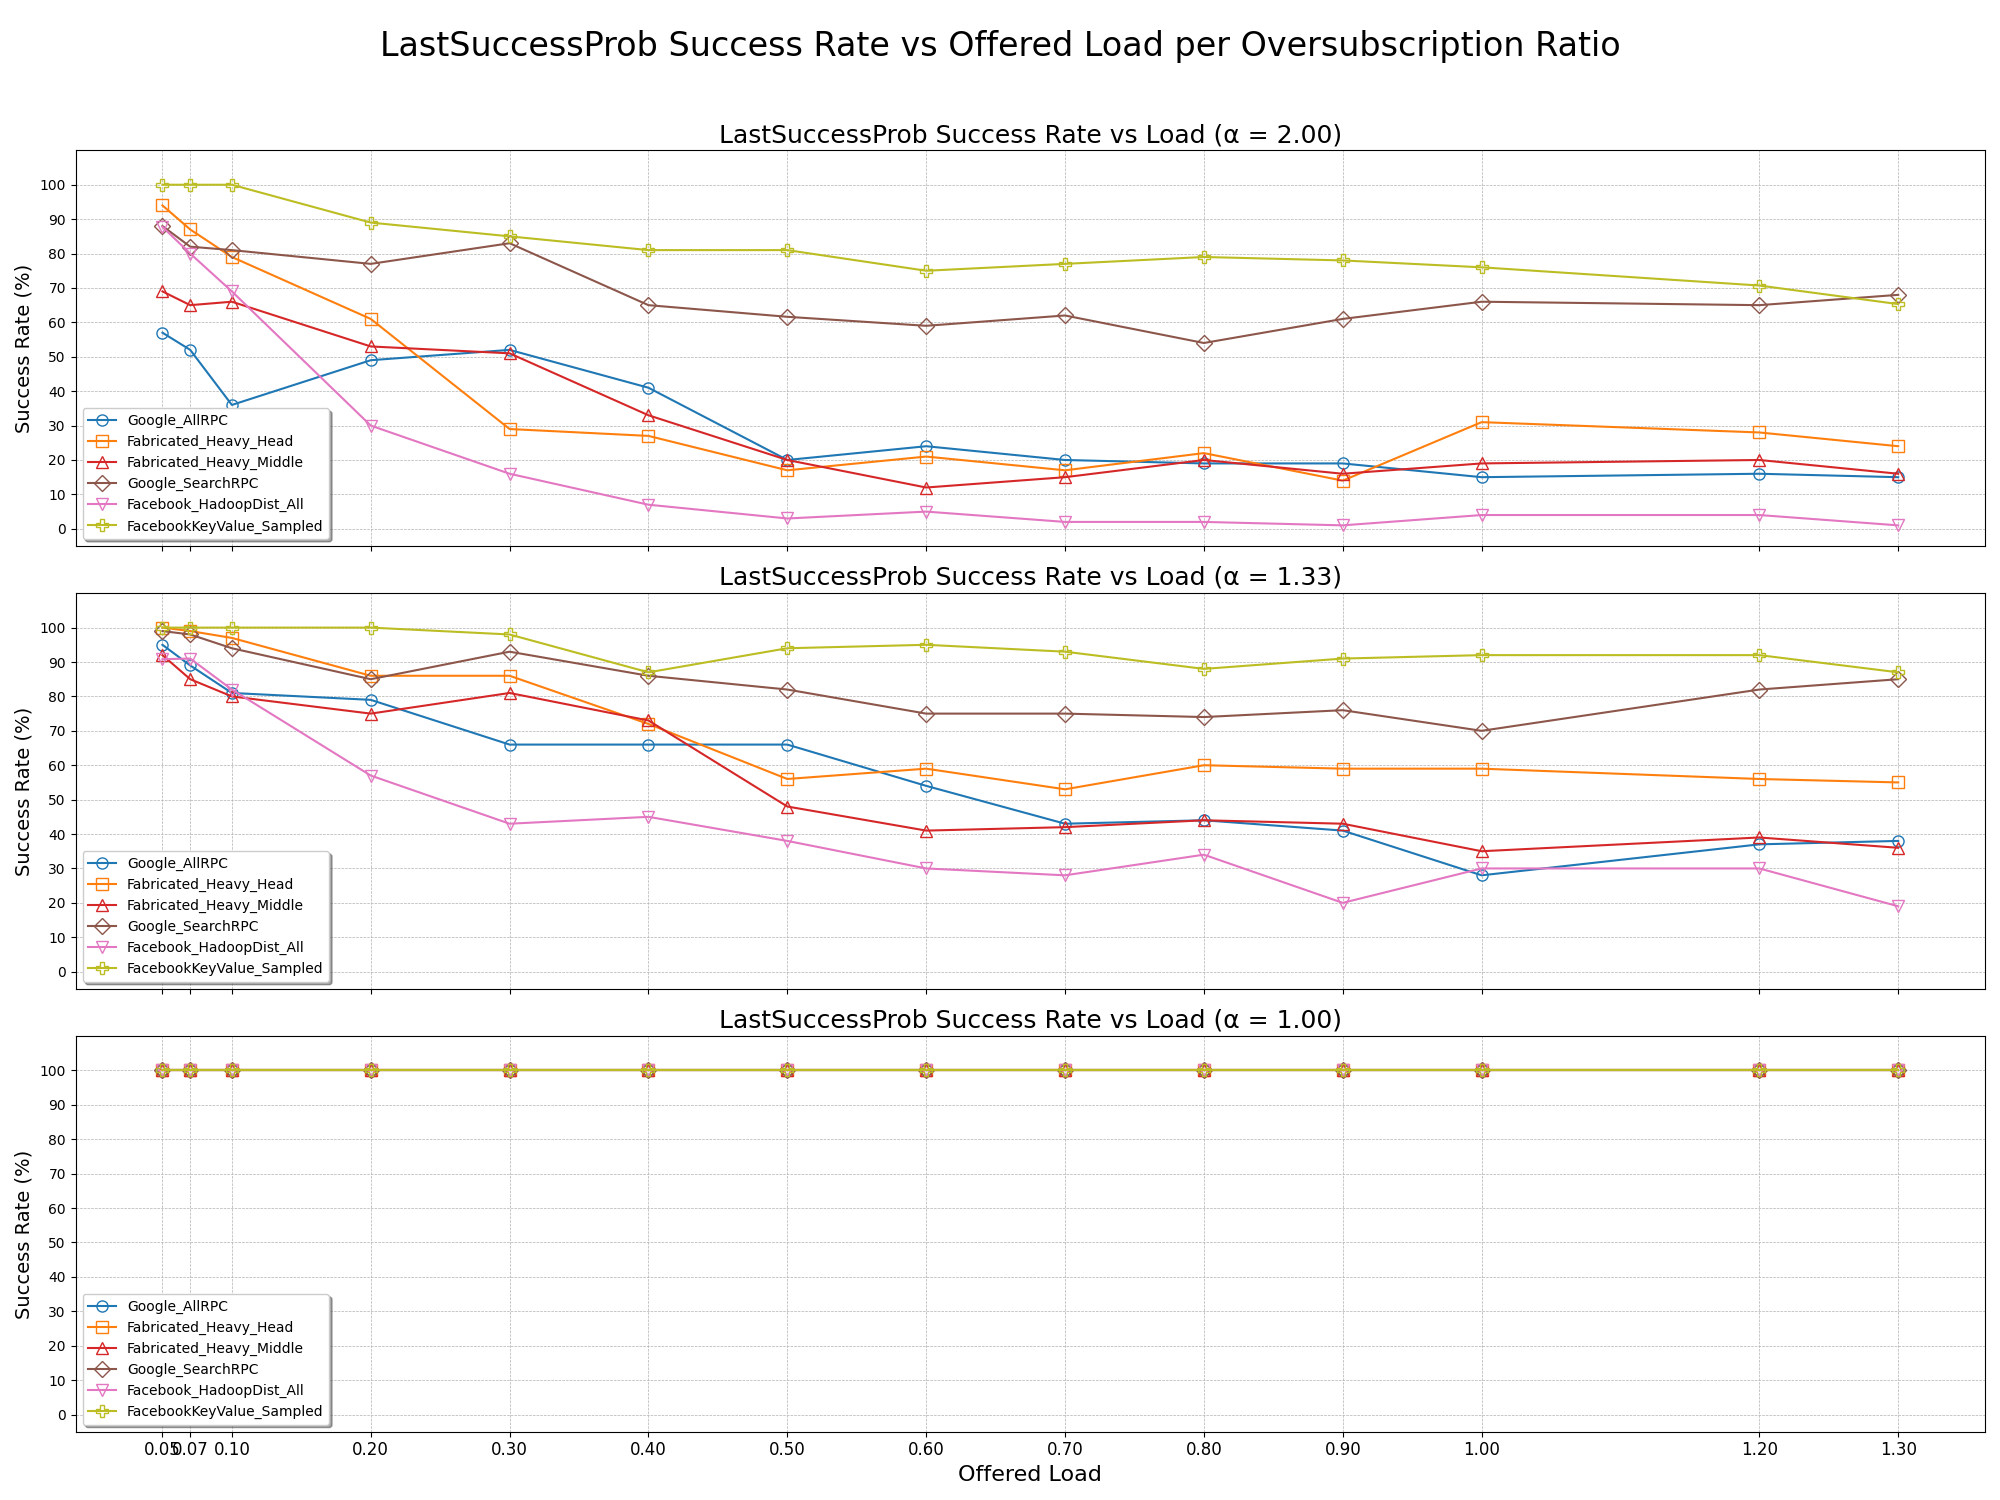 LastSuccessProb Success Rate vs Offered Load per Oversubscription Ratio
LastSuccessProb Success Rate vs Load (α = 2.00)
Success Rate (%)
100
90
80
70
60
50
40
30
20
10
0
Google_AllRPC
Fabricated_Heavy_Head
Fabricated_Heavy_Middle
Google_SearchRPC
Facebook_HadoopDist_All
FacebookKeyValue_Sampled
LastSuccessProb Success Rate vs Load (α = 1.33)
Success Rate (%)
100
90
80
70
60
50
40
30
20
10
0
Google_AllRPC
Fabricated_Heavy_Head
Fabricated_Heavy_Middle
Google_SearchRPC
Facebook_HadoopDist_All
FacebookKeyValue_Sampled
LastSuccessProb Success Rate vs Load (α = 1.00)
Success Rate (%)
100
90
80
70
60
50
40
30
20
10
0
Google_AllRPC
Fabricated_Heavy_Head
Fabricated_Heavy_Middle
Google_SearchRPC
Facebook_HadoopDist_All
FacebookKeyValue_Sampled
0.05 0.07 0.10 0.20 0.30 0.40 0.50 0.60 0.70 0.80 0.90 1.00 1.20 1.30
Offered Load